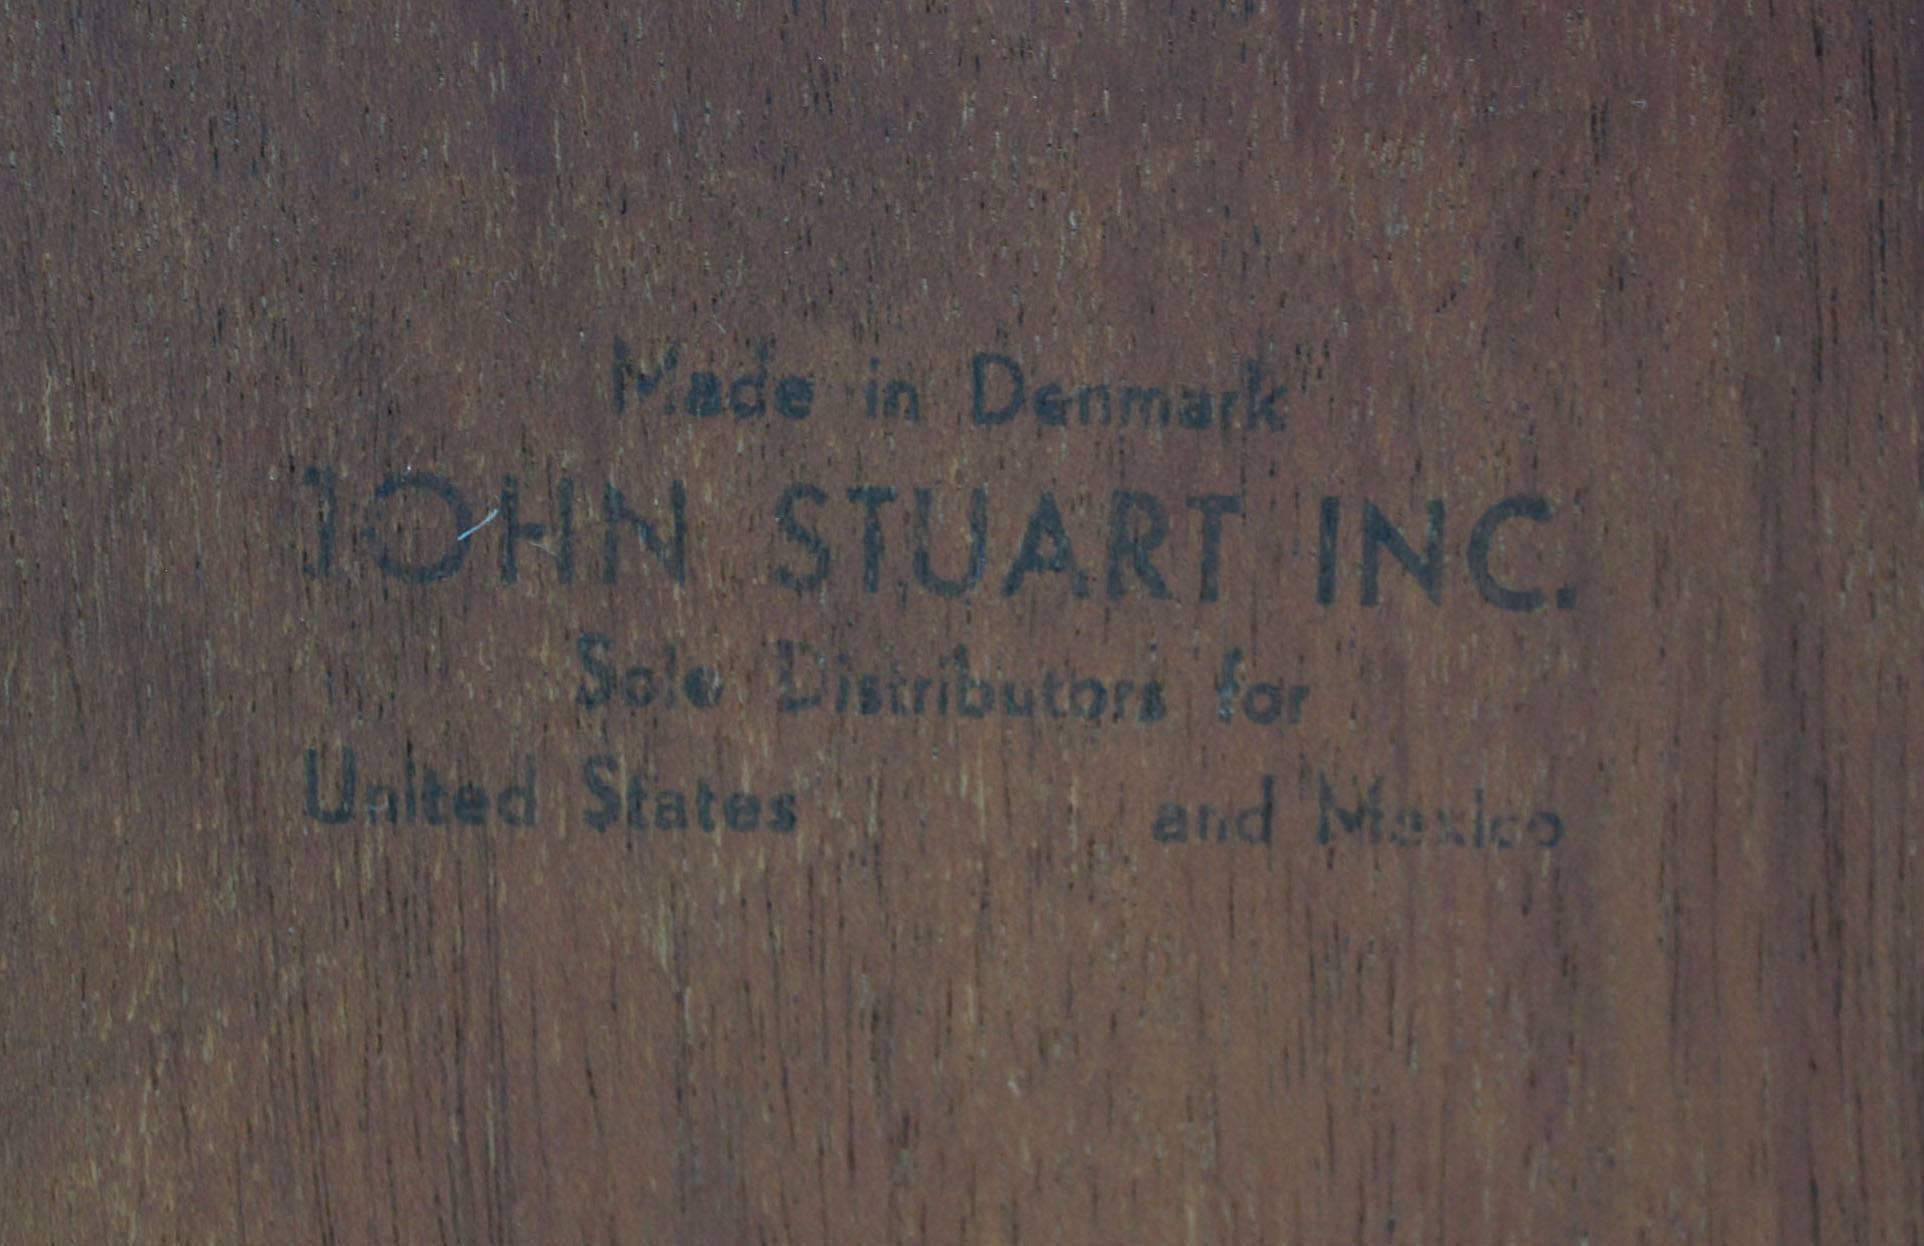 Made in Denmark
JOHN STUART INC.
Sole Distributors for
United States and Mexico